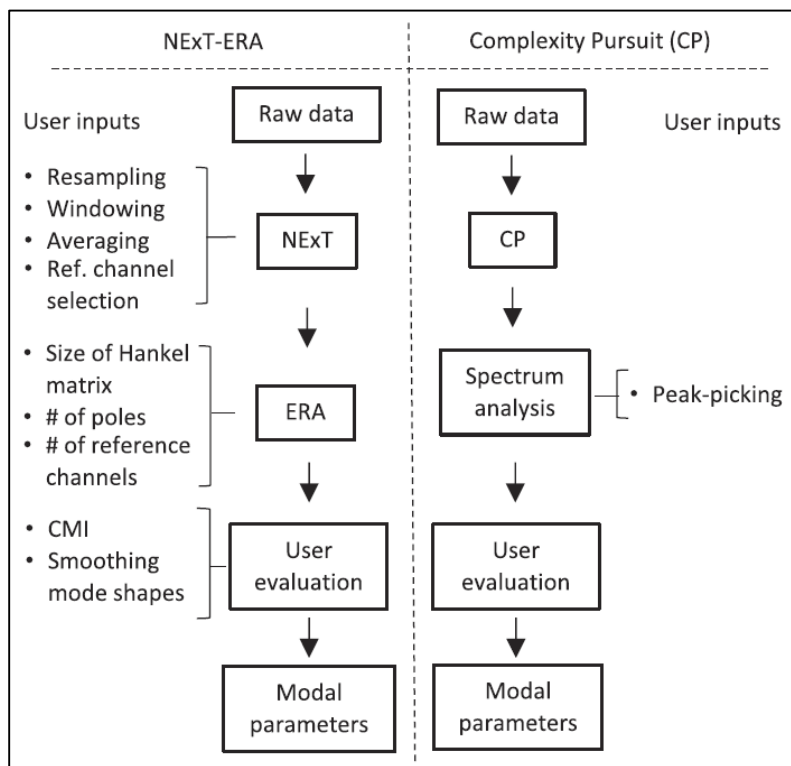 NExT-ERA
User inputs
Raw data
• Resampling
• Windowing
• Averaging
• Ref. channel
selection
NExT
• Size of Hankel
matrix
• # of poles
• # of reference
channels
ERA
• CMI
• Smoothing
mode shapes
User
evaluation
Modal
parameters
Complexity Pursuit (CP)
Raw data
User inputs
CP
Spectrum
analysis
• Peak-picking
User
evaluation
Modal
parameters